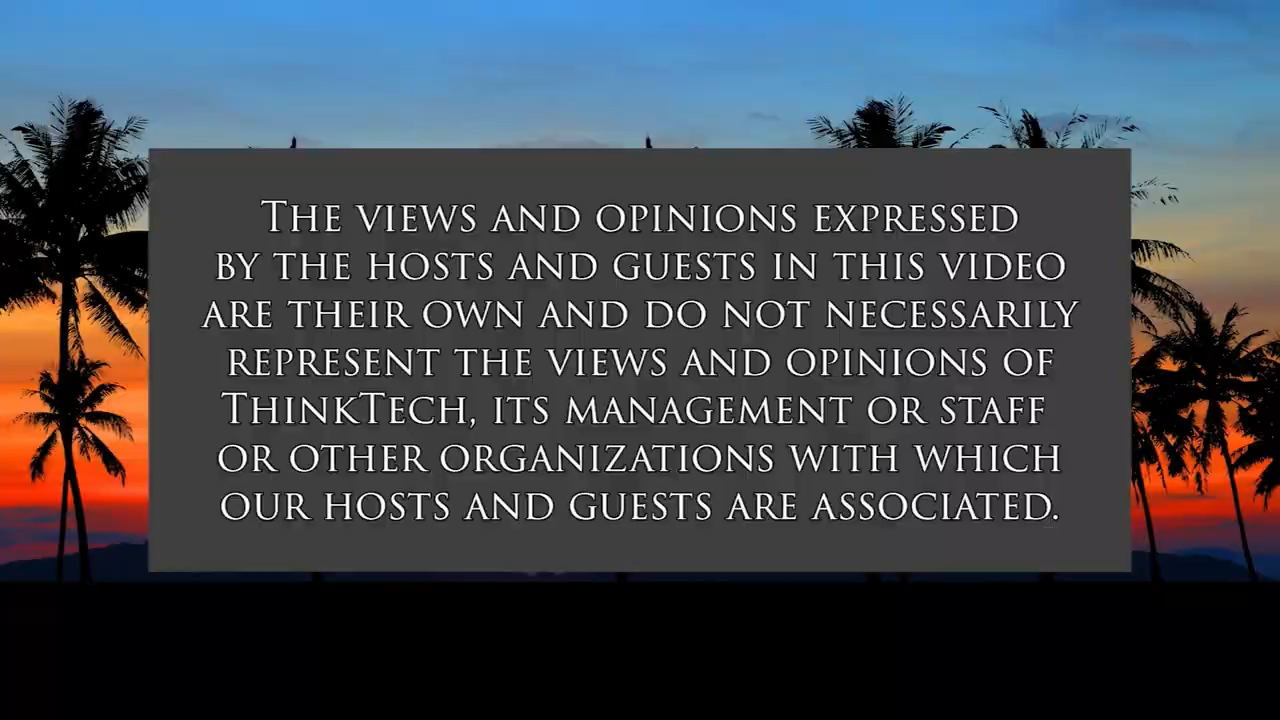 The views and opinions expressed
by the hosts and guests in this video
are their own and do not necessarily
represent the views and opinions of
ThinkTech, its management or staff
or other organizations with which
our hosts and guests are associated.